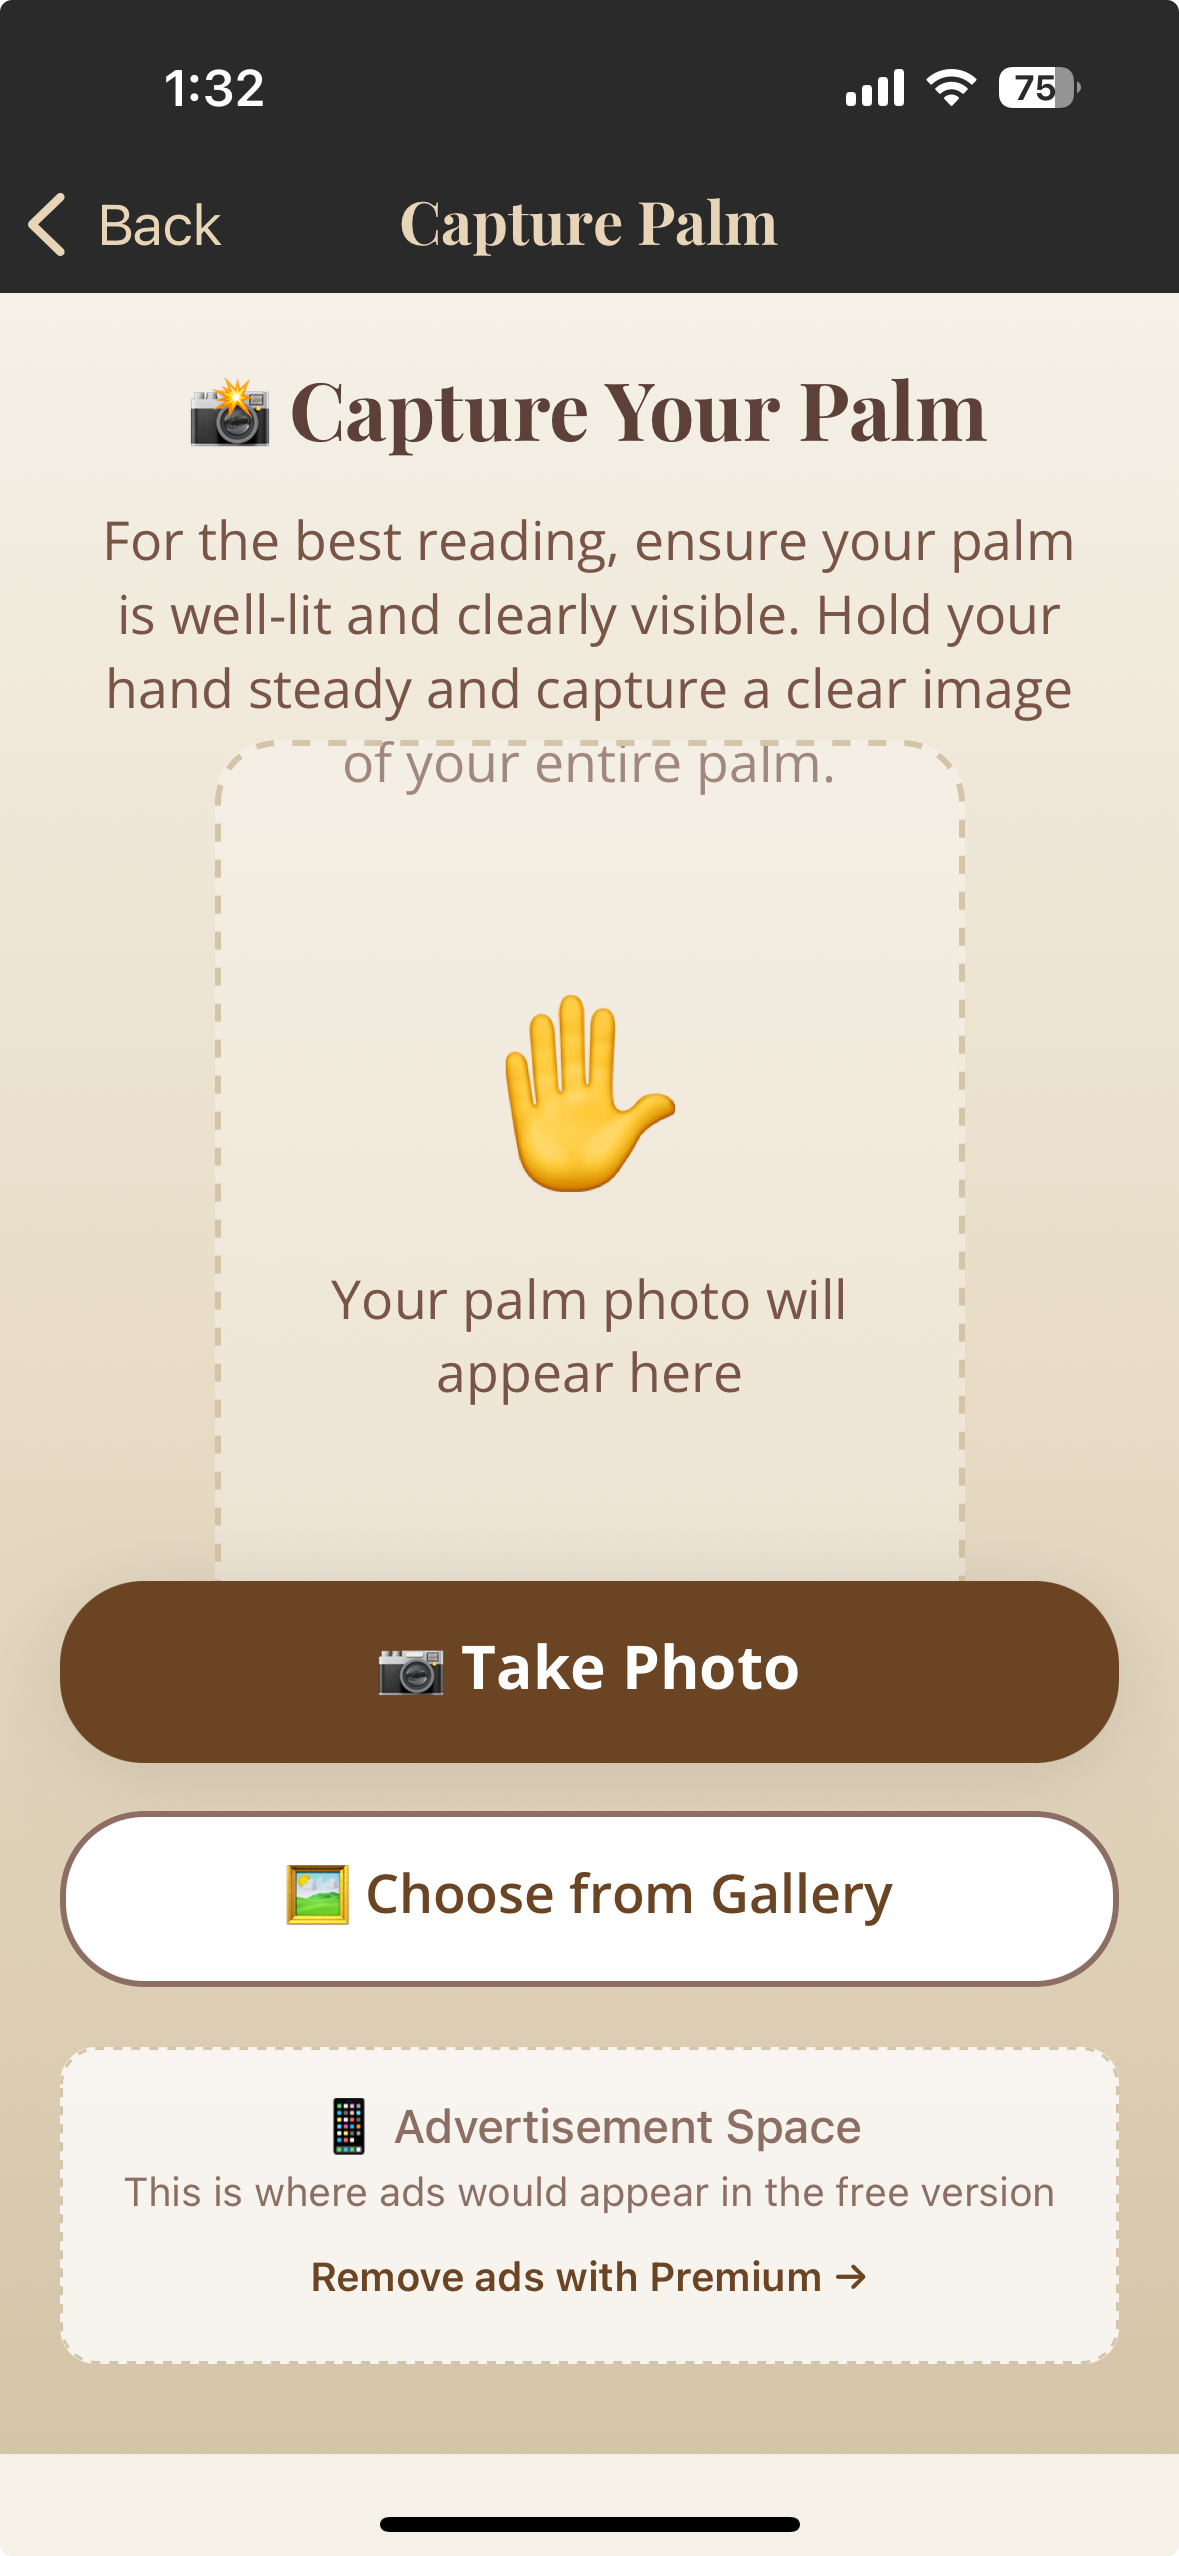 1:32
75
Back
Capture Palm
Capture Your Palm
For the best reading, ensure your palm
is well-lit and clearly visible. Hold your
hand steady and capture a clear image
of your entire palm.
Your palm photo will
appear here
Take Photo
Choose from Gallery
Advertisement Space
This is where ads would appear in the free version
Remove ads with Premium →